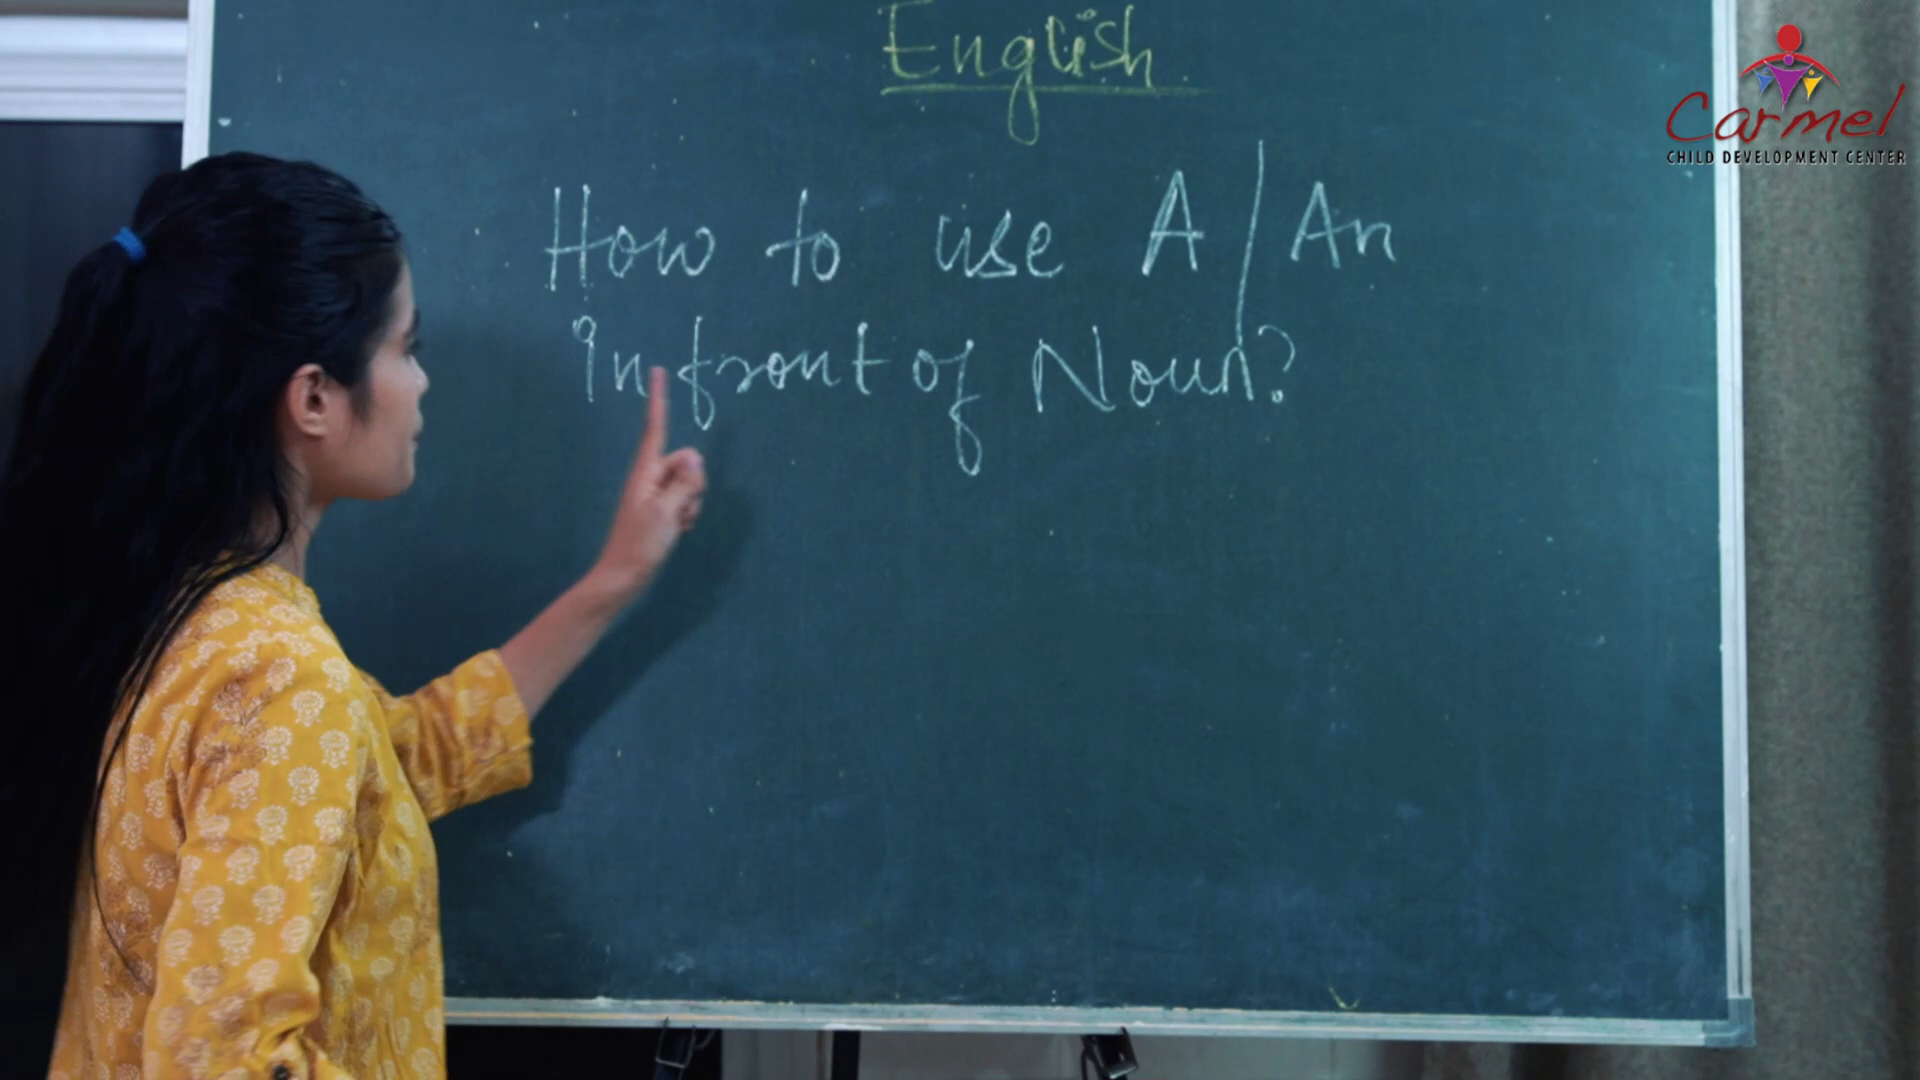 English
Carmel
CHILD DEVELOPMENT CENTER
How to use A/An
In front of Noun?